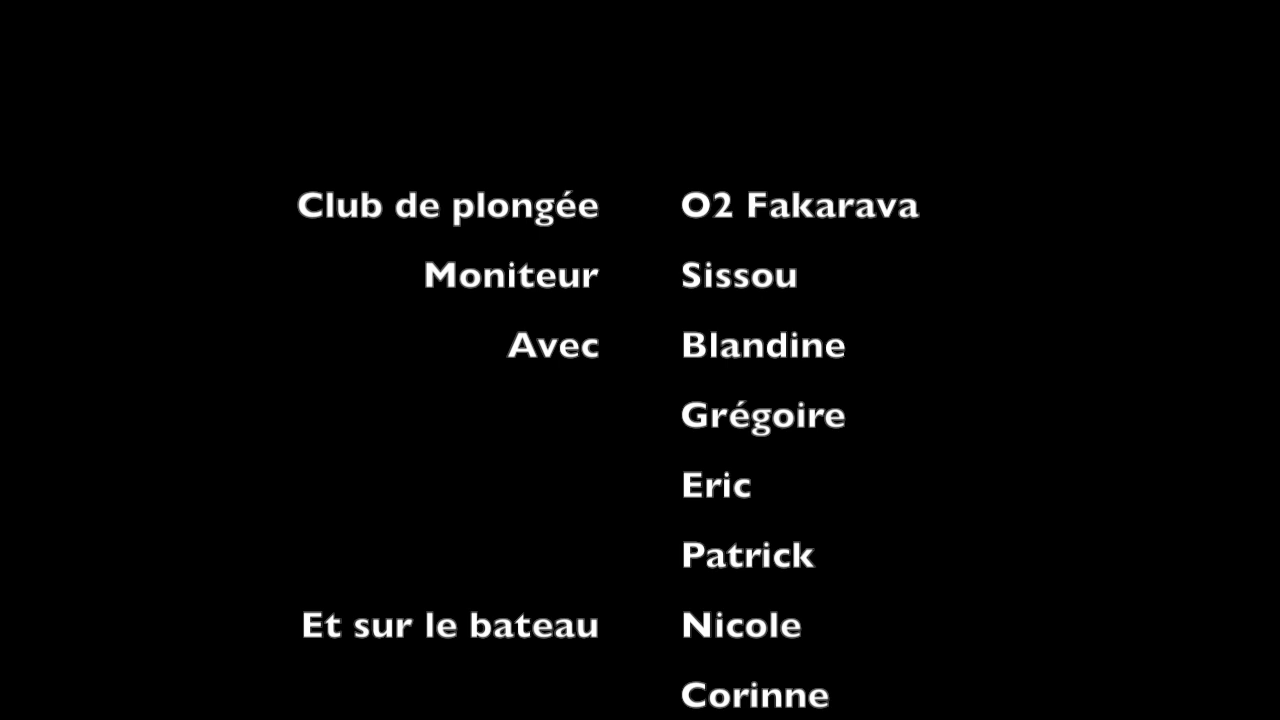 Club de plongée O2 Fakarava
Moniteur Sissou
Avec Blandine
Grégoire
Eric
Patrick
Et sur le bateau Nicole
Corinne